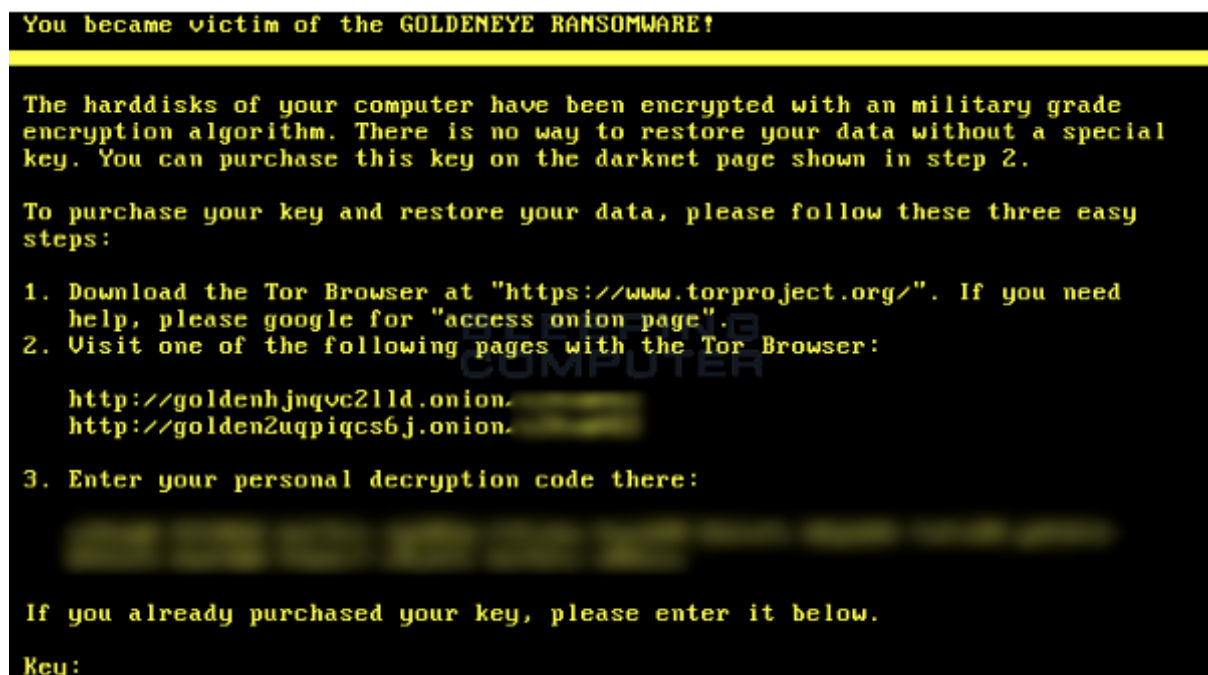 You became victim of the GOLDENEYE RANSOMWARE!
The harddisks of your computer have been encrypted with an military grade
encryption algorithm. There is no way to restore your data without a special
key. You can purchase this key on the darknet page shown in step 2.
To purchase your key and restore your data, please follow these three easy
steps:
1. Download the Tor Browser at "https://www.torproject.org/". If you need
help, please google for "access onion page".
2. Visit one of the following pages with the Tor Browser:
BLEEPING
COMPUTER
http://goldenhjnqvc2lld.onion/
http://golden2uqpiqcs6j.onion/
3. Enter your personal decryption code there:
If you already purchased your key, please enter it below.
Key: